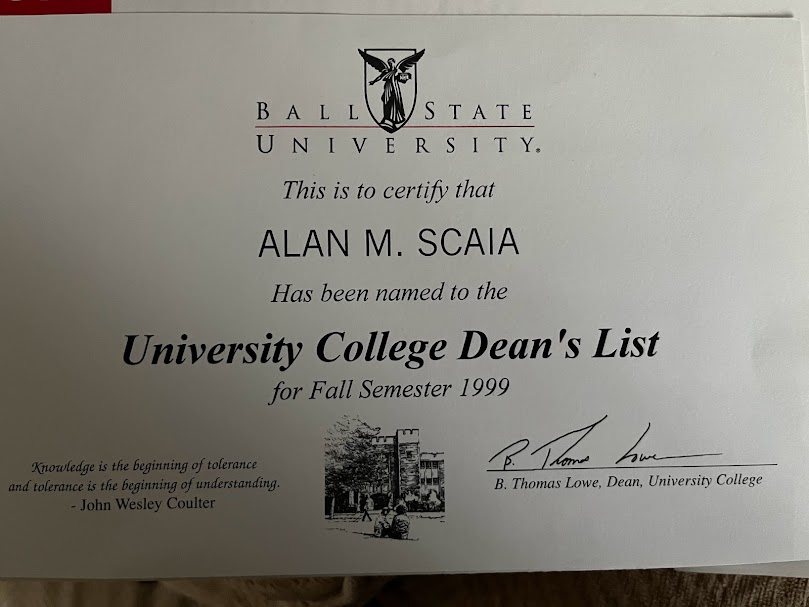 BALL STATE
UNIVERSITY.
This is to certify that
ALAN M. SCAIA
Has been named to the
University College Dean's List
for Fall Semester 1999
Knowledge is the beginning of tolerance
and tolerance is the beginning of understanding.
- John Wesley Coulter
B. Thomas Lowe
B. Thomas Lowe, Dean, University College